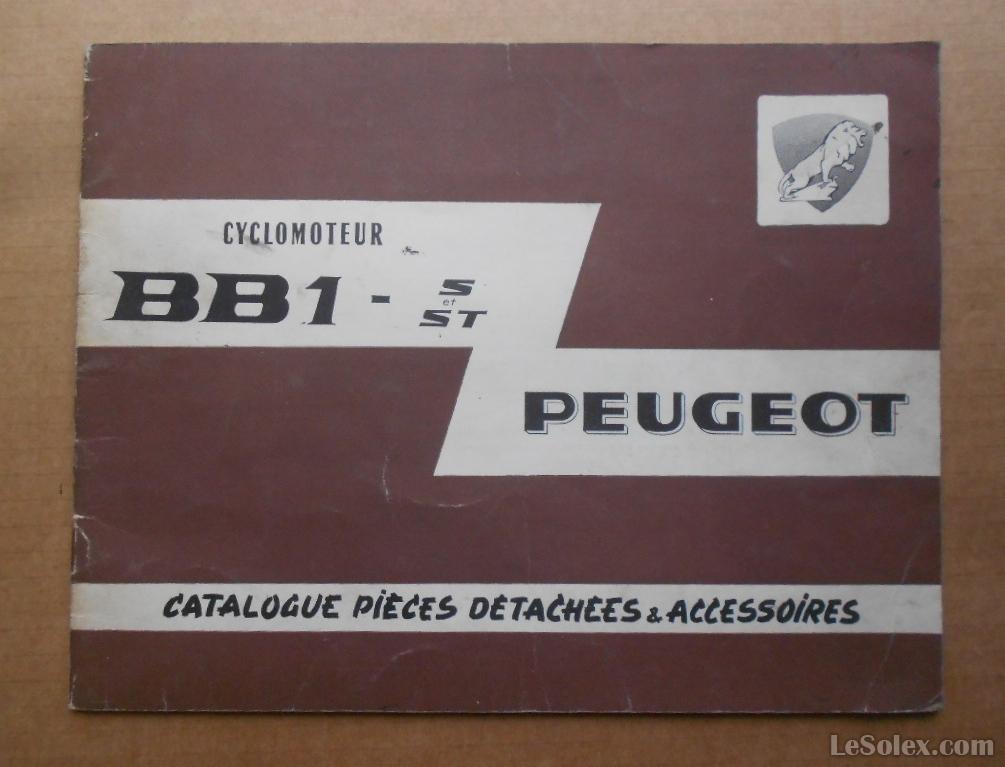 CYCLOMOTEUR
BB1 - S et ST
PEUGEOT
CATALOGUE PIÈCES DÉTACHÉES & ACCESSOIRES
LeSolex.com